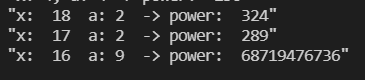 "x:  18  a: 2  -> power:  324"
"x:  17  a: 2  -> power:  289"
"x:  16  a: 9  -> power:  68719476736"